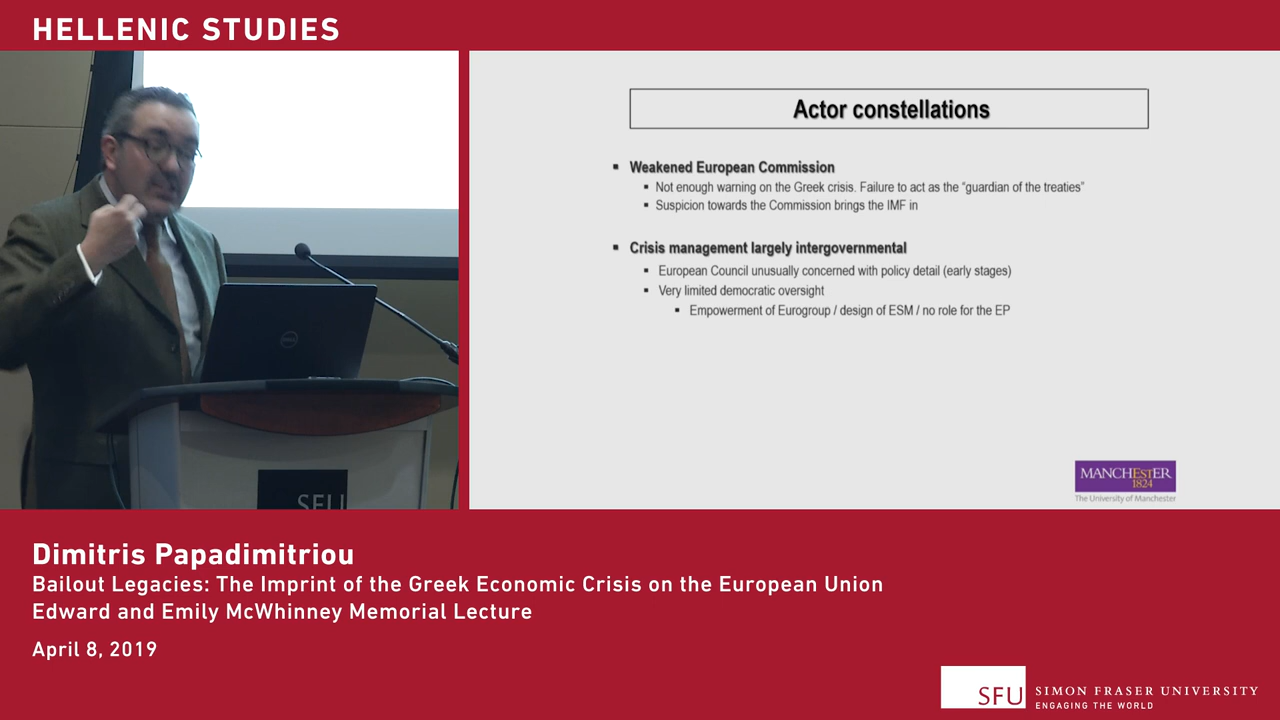 HELLENIC STUDIES
Actor constellations
▪ Weakened European Commission
▪ Not enough warning on the Greek crisis. Failure to act as the “guardian of the treaties”
▪ Suspicion towards the Commission brings the IMF in
▪ Crisis management largely intergovernmental
▪ European Council unusually concerned with policy detail (early stages)
▪ Very limited democratic oversight
▪ Empowerment of Eurogroup / design of ESM / no role for the EP
MANCHESTER
1824
The University of Manchester
DELL
SFU
Dimitris Papadimitriou
Bailout Legacies: The Imprint of the Greek Economic Crisis on the European Union
Edward and Emily McWhinney Memorial Lecture
April 8, 2019
SFU
SIMON FRASER UNIVERSITY
ENGAGING THE WORLD